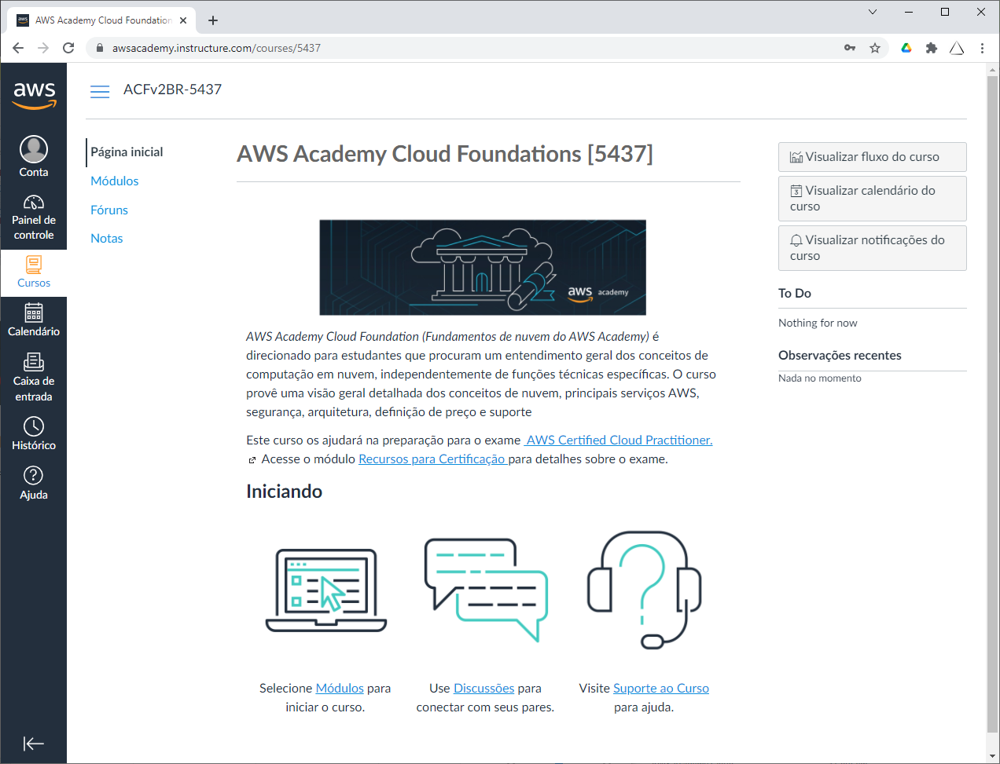 AWS Academy Cloud Foundation
awsacademy.instructure.com/courses/5437
aws
ACFv2BR-5437
Conta
Painel de
controle
Cursos
Calendário
Caixa de
entrada
Histórico
Ajuda
Página inicial
Módulos
Fóruns
Notas
AWS Academy Cloud Foundations [5437]
aws academy
AWS Academy Cloud Foundation (Fundamentos de nuvem do AWS Academy) é
direcionado para estudantes que procuram um entendimento geral dos conceitos de
computação em nuvem, independentemente de funções técnicas específicas. O curso
provê uma visão geral detalhada dos conceitos de nuvem, principais serviços AWS,
segurança, arquitetura, definição de preço e suporte
Este curso os ajudará na preparação para o exame AWS Certified Cloud Practitioner.
Acesse o módulo Recursos para Certificação para detalhes sobre o exame.
Iniciando
Selecione Módulos para
iniciar o curso.
Use Discussões para
conectar com seus pares.
Visite Suporte ao Curso
para ajuda.
Visualizar fluxo do curso
Visualizar calendário do
curso
Visualizar notificações do
curso
To Do
Nothing for now
Observações recentes
Nada no momento